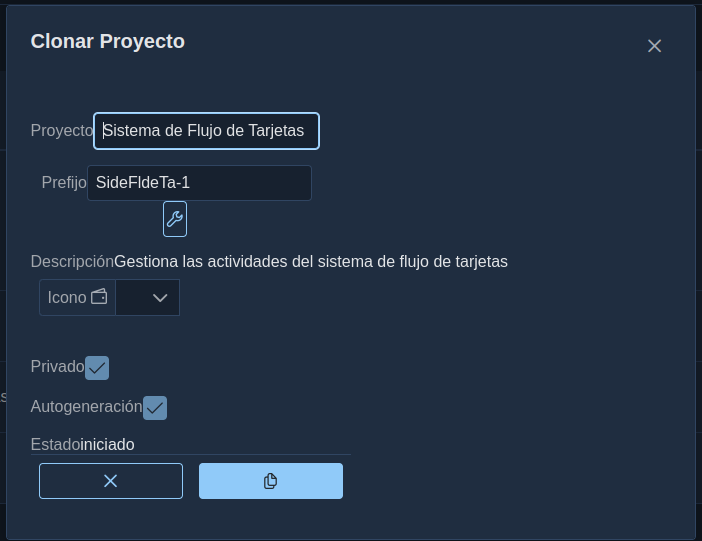 Clonar Proyecto
Proyecto Sistema de Flujo de Tarjetas
Prefijo SideFldeTa-1
Descripción Gestiona las actividades del sistema de flujo de tarjetas
Icono
Privado
Autogeneración
Estado iniciado